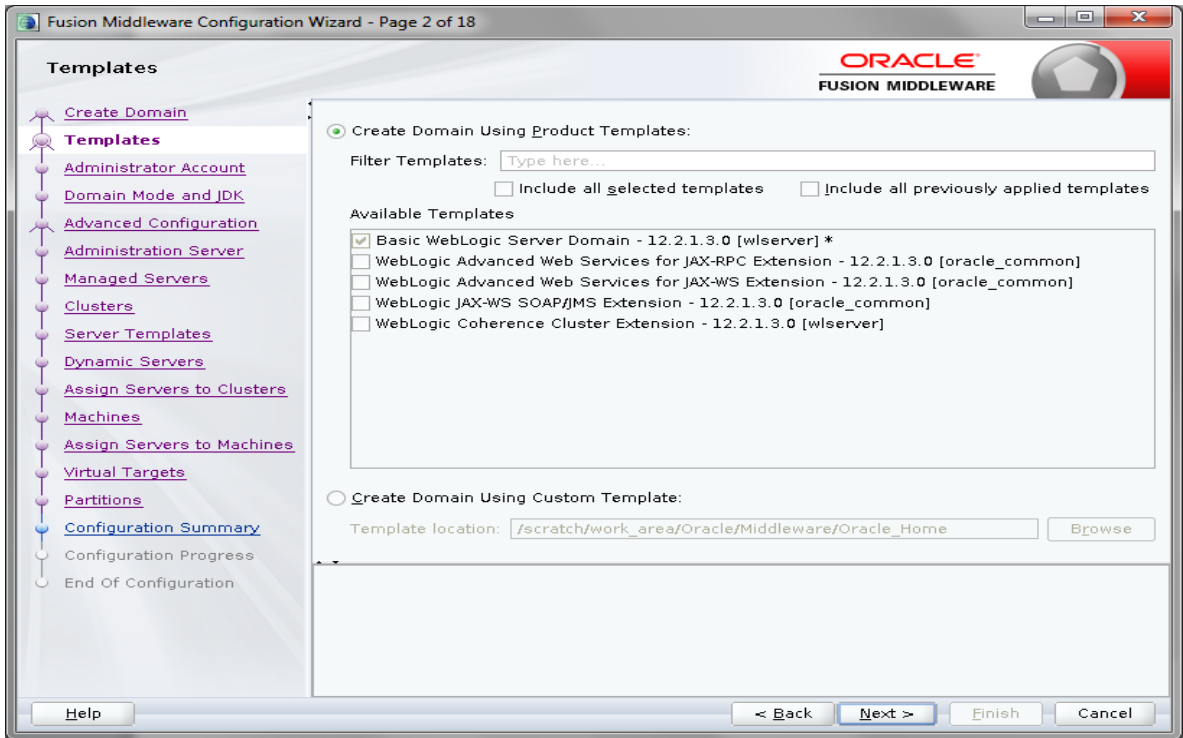 Fusion Middleware Configuration Wizard - Page 2 of 18
Templates
ORACLE
FUSION MIDDLEWARE
Create Domain
Templates
Administrator Account
Domain Mode and JDK
Advanced Configuration
Administration Server
Managed Servers
Clusters
Server Templates
Dynamic Servers
Assign Servers to Clusters
Machines
Assign Servers to Machines
Virtual Targets
Partitions
Configuration Summary
Configuration Progress
End Of Configuration
Create Domain Using Product Templates:
Filter Templates: Type here...
Include all selected templates Include all previously applied templates
Available Templates
Basic WebLogic Server Domain - 12.2.1.3.0 [wlserver] *
WebLogic Advanced Web Services for JAX-RPC Extension - 12.2.1.3.0 [oracle_common]
WebLogic Advanced Web Services for JAX-WS Extension - 12.2.1.3.0 [oracle_common]
WebLogic JAX-WS SOAP/JMS Extension - 12.2.1.3.0 [oracle_common]
WebLogic Coherence Cluster Extension - 12.2.1.3.0 [wlserver]
Create Domain Using Custom Template:
Template location: /scratch/work_area/Oracle/Middleware/Oracle_Home Browse
Help < Back Next > Finish Cancel